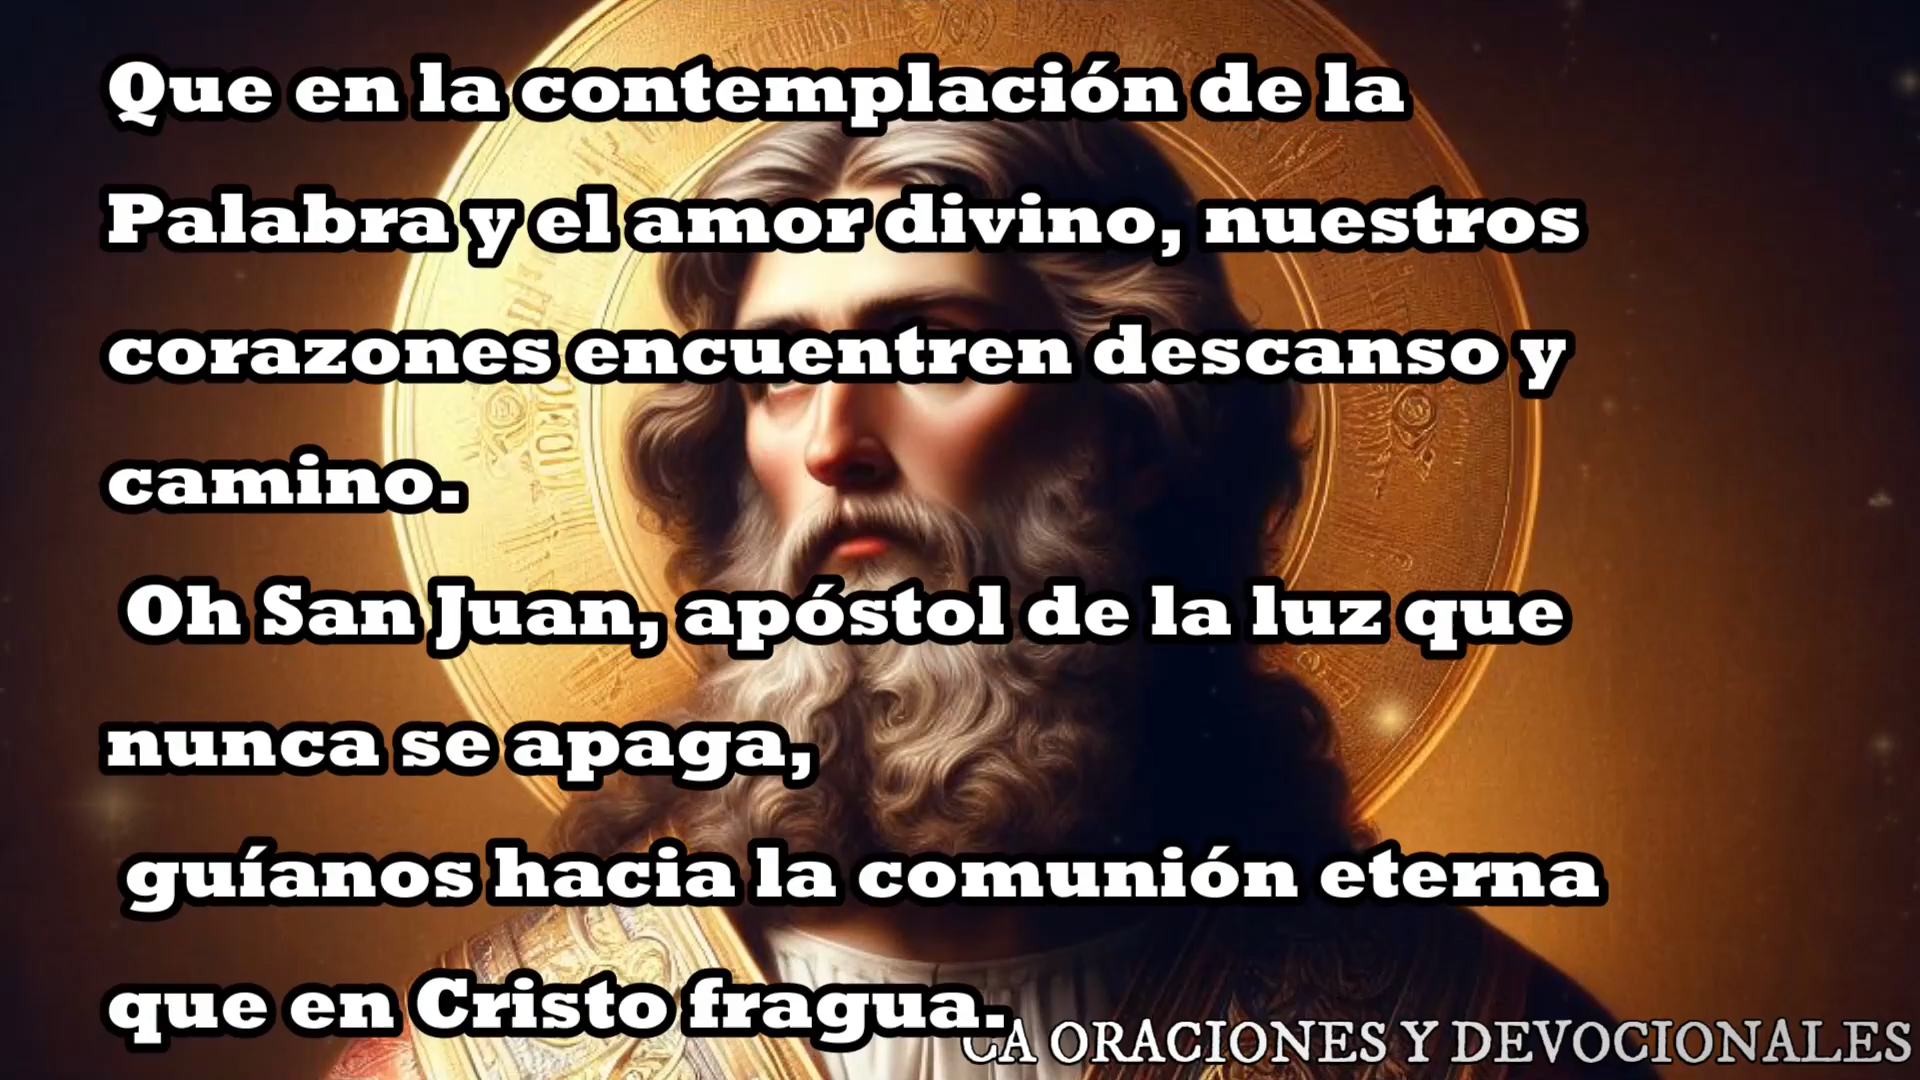 Que en la contemplación de la
Palabra y el amor divino, nuestros
corazones encuentren descanso y
camino.
Oh San Juan, apóstol de la luz que
nunca se apaga,
guíanos hacia la comunión eterna
que en Cristo fragua.
CA ORACIONES Y DEVOCIONALES